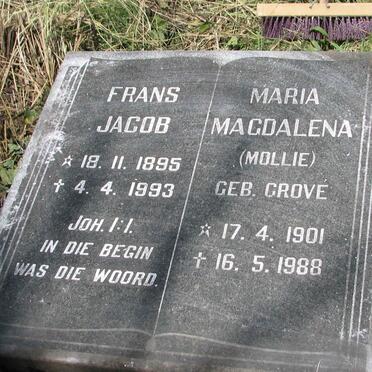 FRANS
JACOB
☆ 18. 11. 1895
† 4. 4. 1993
JOH. 1:1.
IN DIE BEGIN
WAS DIE WOORD.
MARIA
MAGDALENA
(MOLLIE)
GEB. GROVÉ
☆ 17. 4. 1901
† 16. 5. 1988